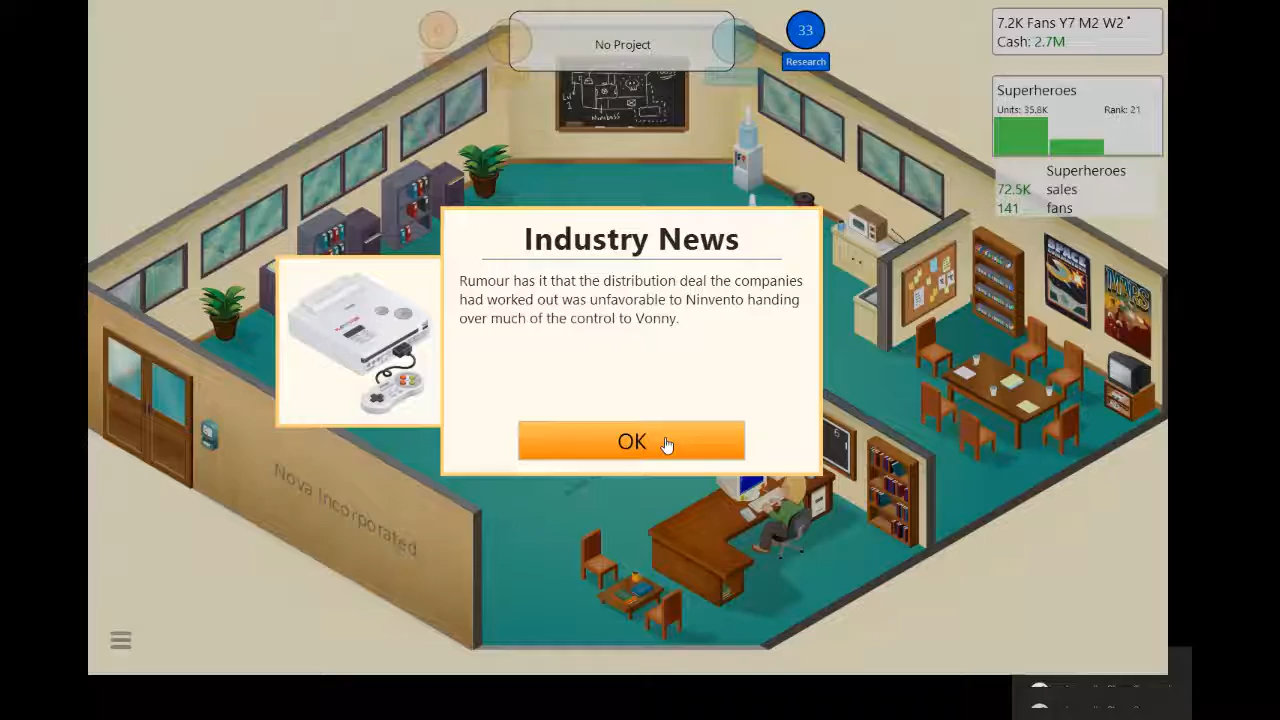 No Project
33
Research
7.2K Fans Y7 M2 W2
Cash: 2.7M
Superheroes
Units: 35.8K Rank: 21
Superheroes
72.5K sales
141 fans
Industry News
Rumour has it that the distribution deal the companies
had worked out was unfavorable to Ninvento handing
over much of the control to Vonny.
OK
SPACE
Nova Incorporated